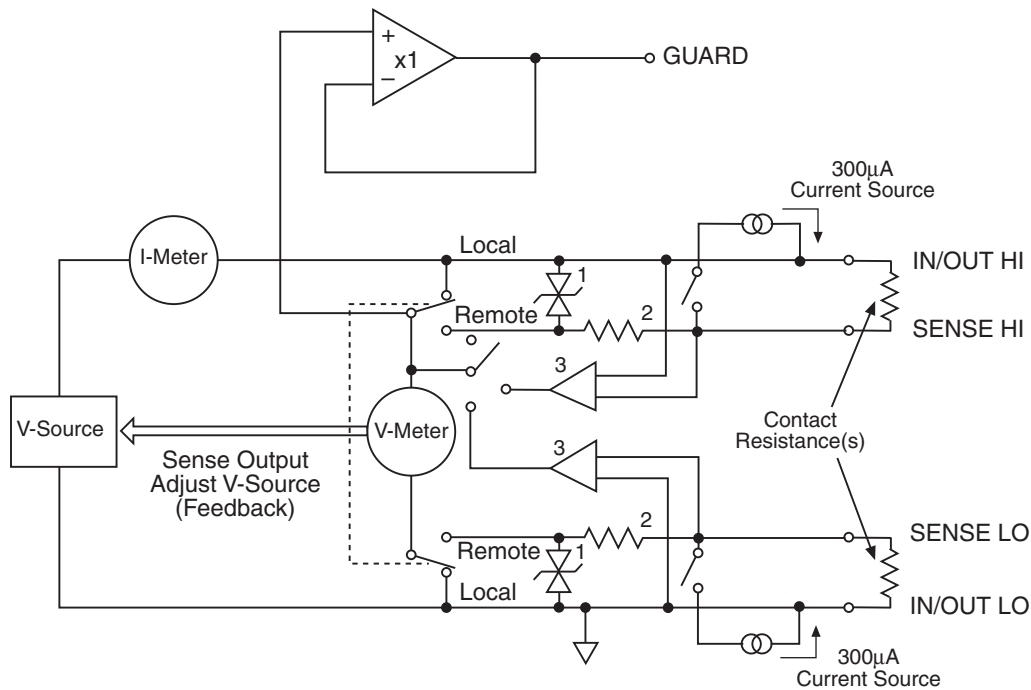 +
x1
−
GUARD
300μA
Current Source
I-Meter
Local
IN/OUT HI
1
Remote
2
SENSE HI
3
V-Source
V-Meter
Contact
Resistance(s)
Sense Output
Adjust V-Source
(Feedback)
3
2
SENSE LO
Remote
1
Local
IN/OUT LO
300μA
Current Source